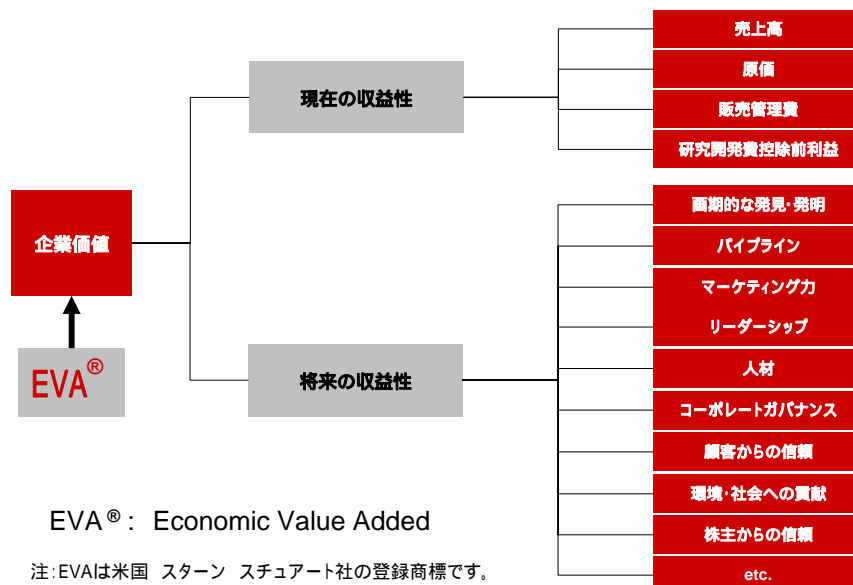 企業価値
EVA®
現在の収益性
売上高
原価
販売管理費
研究開発費控除前利益
将来の収益性
画期的な発見・発明
パイプライン
マーケティング力
リーダーシップ
人材
コーポレートガバナンス
顧客からの信頼
環境・社会への貢献
株主からの信頼
etc.
EVA®： Economic Value Added
注：EVAは米国 スターン スチュアート社の登録商標です。